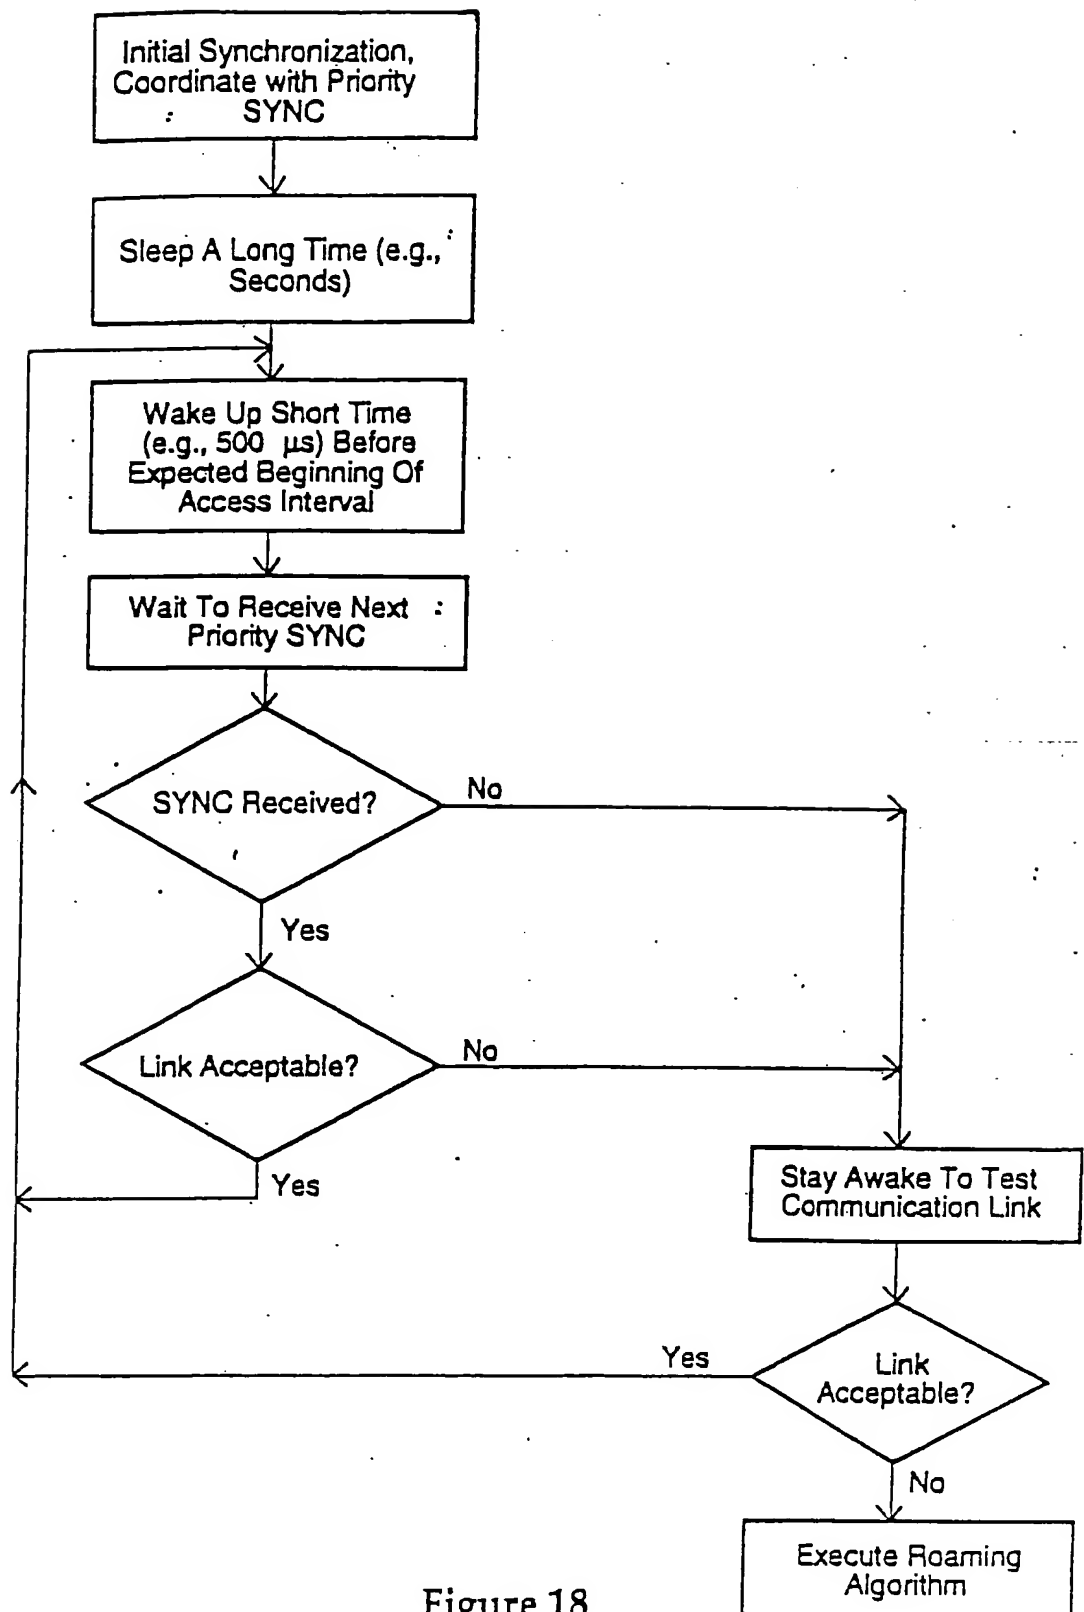 Initial Synchronization,
Coordinate with Priority
SYNC
Sleep A Long Time (e.g.,
Seconds)
Wake Up Short Time
(e.g., 500 µs) Before
Expected Beginning Of
Access Interval
Wait To Receive Next
Priority SYNC
SYNC Received?
No
Yes
Link Acceptable?
No
Yes
Stay Awake To Test
Communication Link
Link
Acceptable?
Yes
No
Execute Roaming
Algorithm
Figure 18